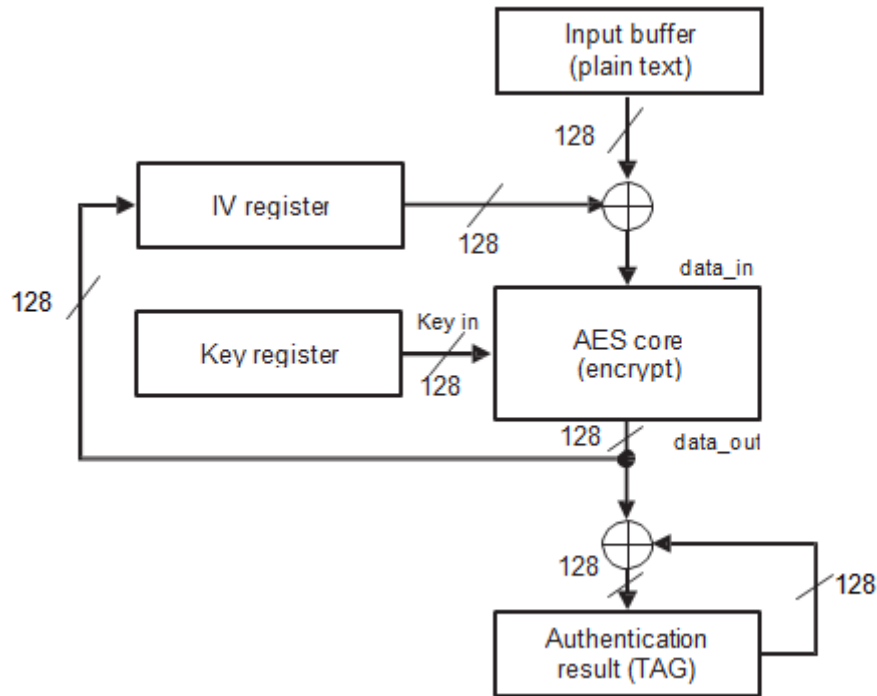 Input buffer
(plain text)
128
IV register
128
128
data_in
Key register
Key in
128
AES core
(encrypt)
128
data_out
128
128
Authentication
result (TAG)